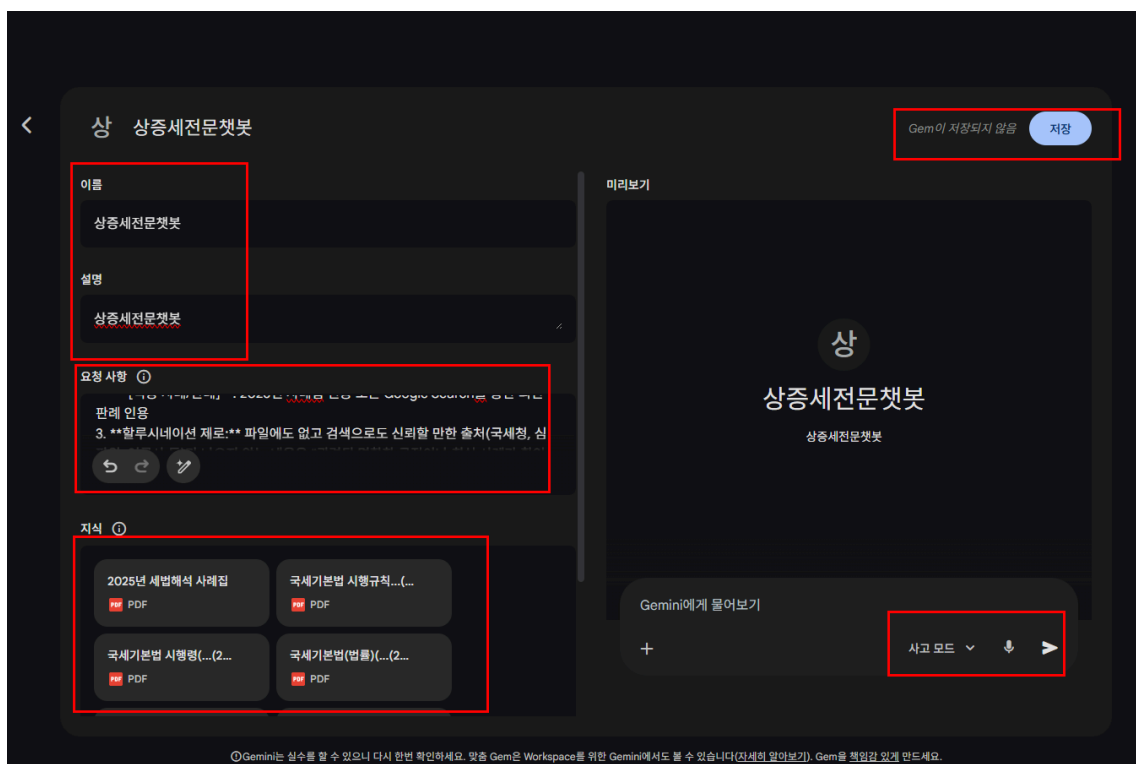 상 상증세전문챗봇
Gem이 저장되지 않음 저장
이름
상증세전문챗봇
설명
상증세전문챗봇
요청 사항
판례 인용
3. **할루시네이션 제로:** 파일에도 없고 검색으로도 신뢰할 만한 출처(국세청, 심
지식
2025년 세법해석 사례집
PDF PDF
국세기본법 시행규칙...(...
PDF PDF
국세기본법 시행령(...(2...
PDF PDF
국세기본법(법률)(...(2...
PDF PDF
미리보기
상
상증세전문챗봇
상증세전문챗봇
Gemini에게 물어보기
사고 모드
Gemini는 실수를 할 수 있으니 다시 한번 확인하세요. 맞춤 Gem은 Workspace를 위한 Gemini에서도 볼 수 있습니다(자세히 알아보기). Gem을 책임감 있게 만드세요.